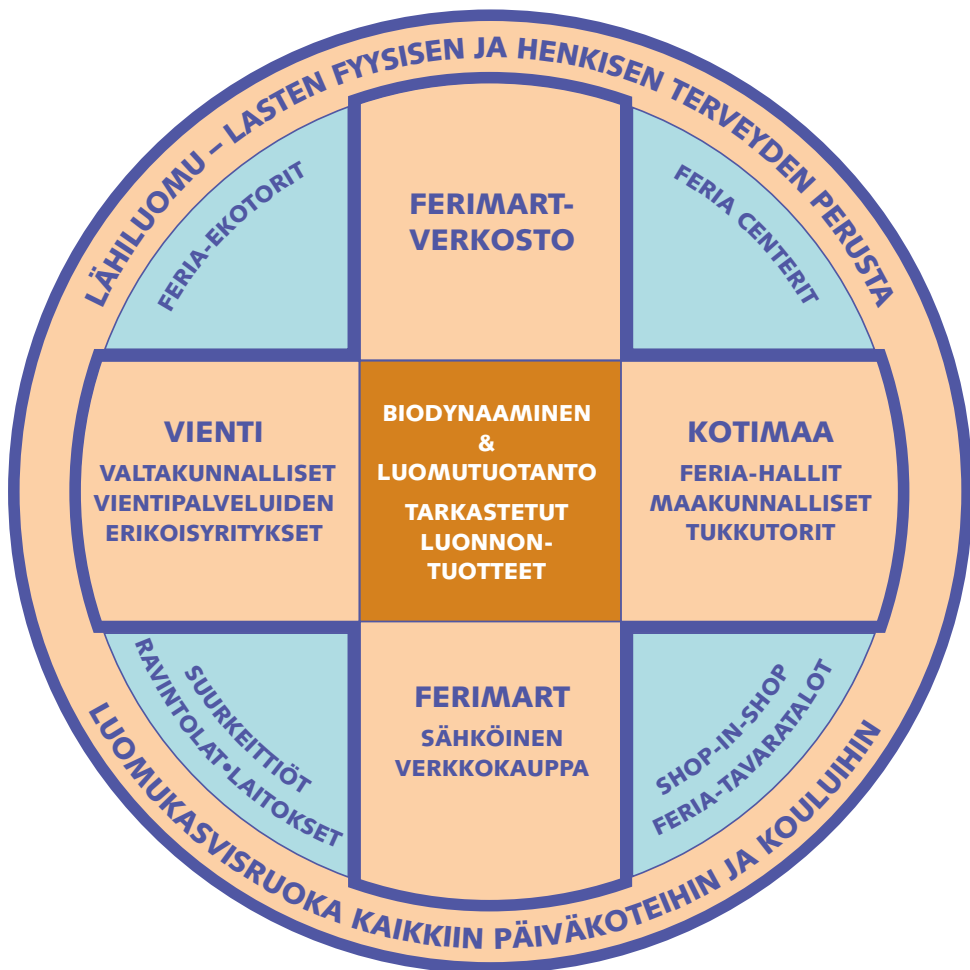 LÄHILUOMU – LASTEN FYYSISEN JA HENKISEN TERVEYDEN PERUSTA
FERIA-EKOTORIT
FERIMART-
VERKOSTO
FERIA CENTERIT
VIENTI
VALTAKUNNALLISET
VIENTIPALVELUIDEN
ERIKOISYRITYKSET
BIODYNAAMINEN
&
LUOMUTUOTANTO
TARKASTETUT
LUONNON-
TUOTTEET
KOTIMAA
FERIA-HALLIT
MAAKUNNALLISET
TUKKUTORIT
SUURKEITTIÖT
RAVINTOLAT•LAITOKSET
FERIMART
SÄHKÖINEN
VERKKOKAUPPA
SHOP-IN-SHOP
FERIA-TAVARATALOT
LUOMUKASVISRUOKA KAIKKIIN PÄIVÄKOTEIHIN JA KOULUIHIN